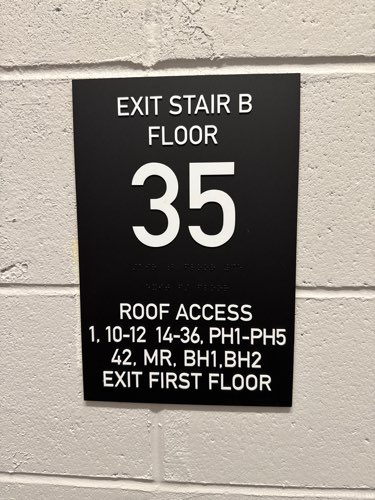 EXIT STAIR B
FLOOR
35
ROOF ACCESS
1, 10-12 14-36, PH1-PH5
42, MR, BH1,BH2
EXIT FIRST FLOOR